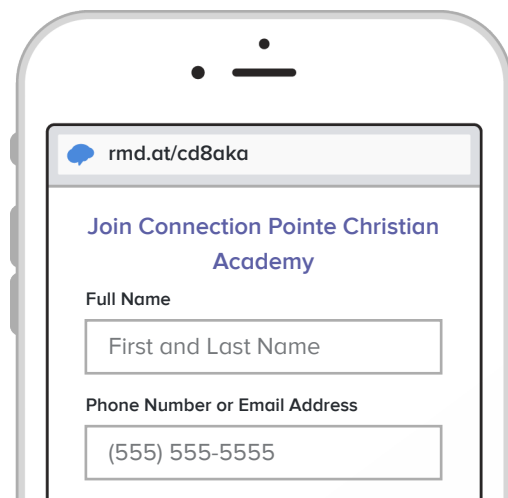 rmd.at/cd8aka
Join Connection Pointe Christian
Academy
Full Name
First and Last Name
Phone Number or Email Address
(555) 555-5555